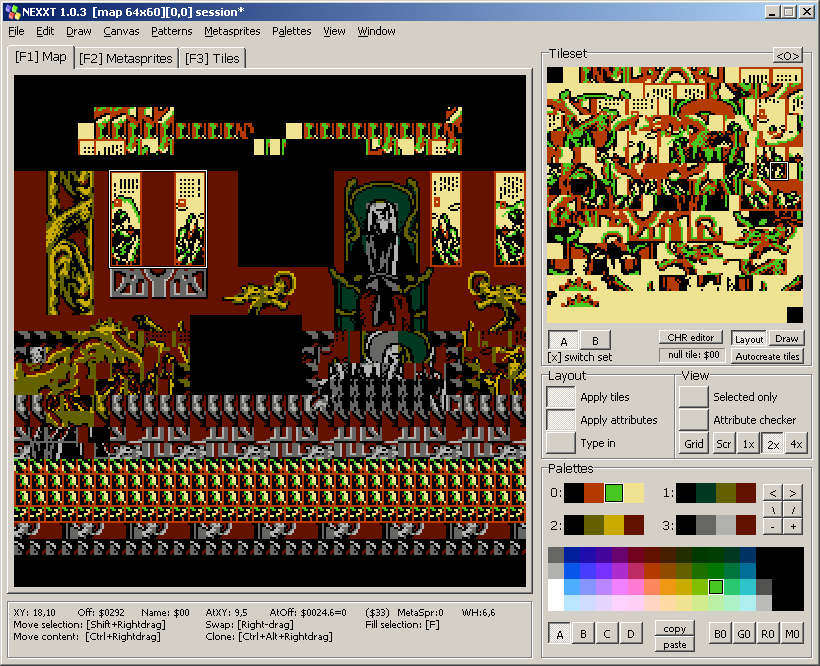 NEXXT 1.0.3 [map 64x60][0,0] session*
File Edit Draw Canvas Patterns Metasprites Palettes View Window
[F1] Map [F2] Metasprites [F3] Tiles
Tileset
<O>
A B
[x] switch set
CHR editor
null tile: $00
Layout Draw
Autocreate tiles
Layout
Apply tiles
Apply attributes
Type in
View
Selected only
Attribute checker
Grid Scr 1x 2x 4x
Palettes
0: 1: < >
\ /
2: 3: - +
A B C D
copy
paste
B0 G0 R0 M0
XY: 18,10 Off: $0292 Name: $00 AtXY: 9,5 AtOff: $0024.6=0 ($33) MetaSpr:0 WH:6,6
Move selection: [Shift+Rightdrag] Swap: [Right-drag] Fill selection: [F]
Move content: [Ctrl+Rightdrag] Clone: [Ctrl+Alt+Rightdrag]